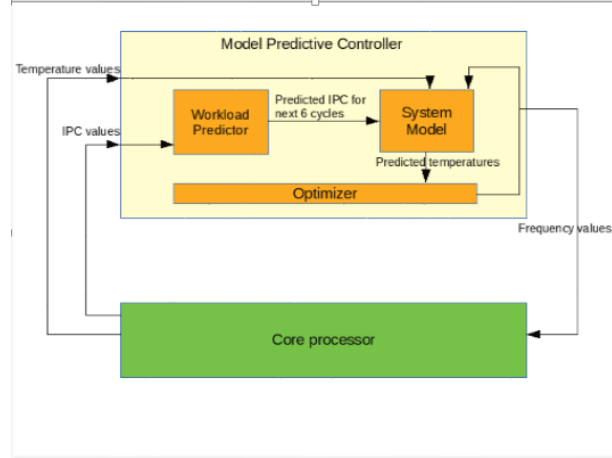 Model Predictive Controller
Temperature values
Predicted IPC for
next 6 cycles
Workload
Predictor
System
Model
IPC values
Predicted temperatures
Optimizer
Frequency values
Core processor